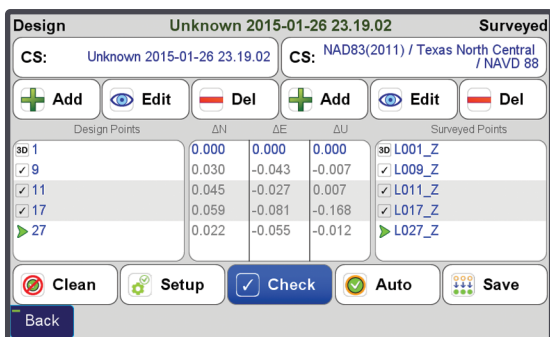 Design Unknown 2015-01-26 23.19.02 Surveyed
CS: Unknown 2015-01-26 23.19.02 CS: NAD83(2011) / Texas North Central
/ NAVD 88
Add Edit Del Add Edit Del
Design Points ΔN ΔE ΔU Surveyed Points
3D 1 0.000 0.000 0.000 3D L001_Z
9 0.030 -0.043 -0.007 L009_Z
11 0.045 -0.027 0.007 L011_Z
17 0.059 -0.081 -0.168 L017_Z
27 0.022 -0.055 -0.012 L027_Z
Clean Setup Check Auto Save
Back